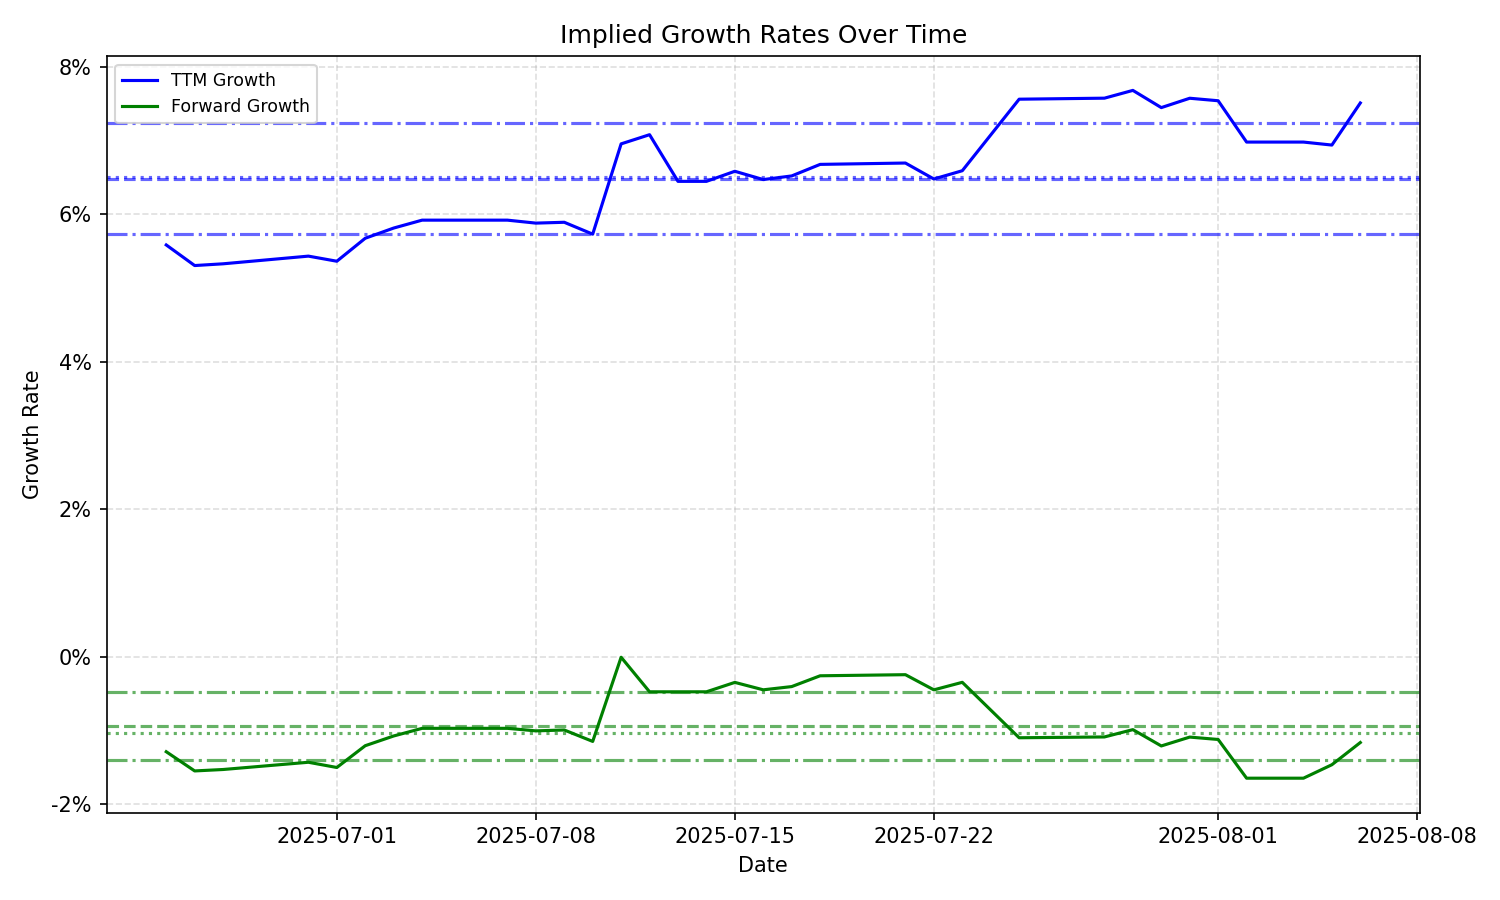 Implied Growth Rates Over Time
TTM Growth
Forward Growth
8%
6%
4%
2%
0%
-2%
Growth Rate
2025-07-01
2025-07-08
2025-07-15
2025-07-22
2025-08-01
2025-08-08
Date